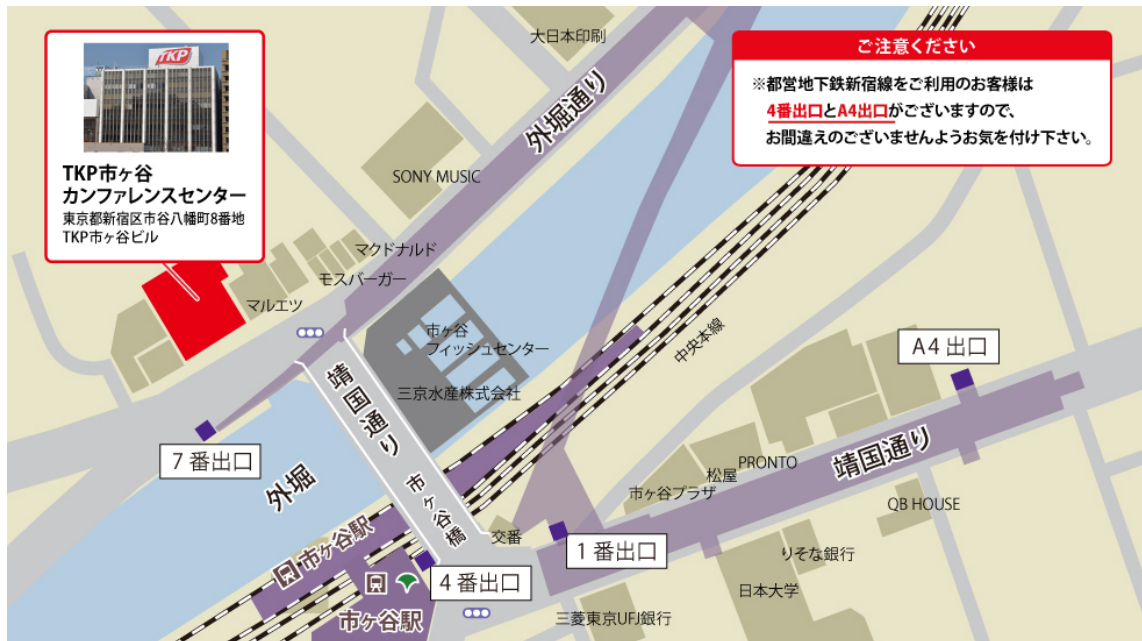 TKP
TKP市ヶ谷
カンファレンスセンター
東京都新宿区市谷八幡町8番地
TKP市ヶ谷ビル
ご注意ください
※都営地下鉄新宿線をご利用のお客様は
4番出口とA4出口がございますので、
お間違えのございませんようお気を付け下さい。
大日本印刷
外堀通り
SONY MUSIC
マクドナルド
モスバーガー
マルエツ
市ヶ谷
フィッシュセンター
三京水産株式会社
中央本線
A4 出口
靖国通り
7 番出口
外堀
市ヶ谷橋
靖国通り
PRONTO
松屋
市ヶ谷プラザ
QB HOUSE
交番
1 番出口
りそな銀行
市ヶ谷駅
4 番出口
日本大学
市ヶ谷駅
三菱東京UFJ銀行